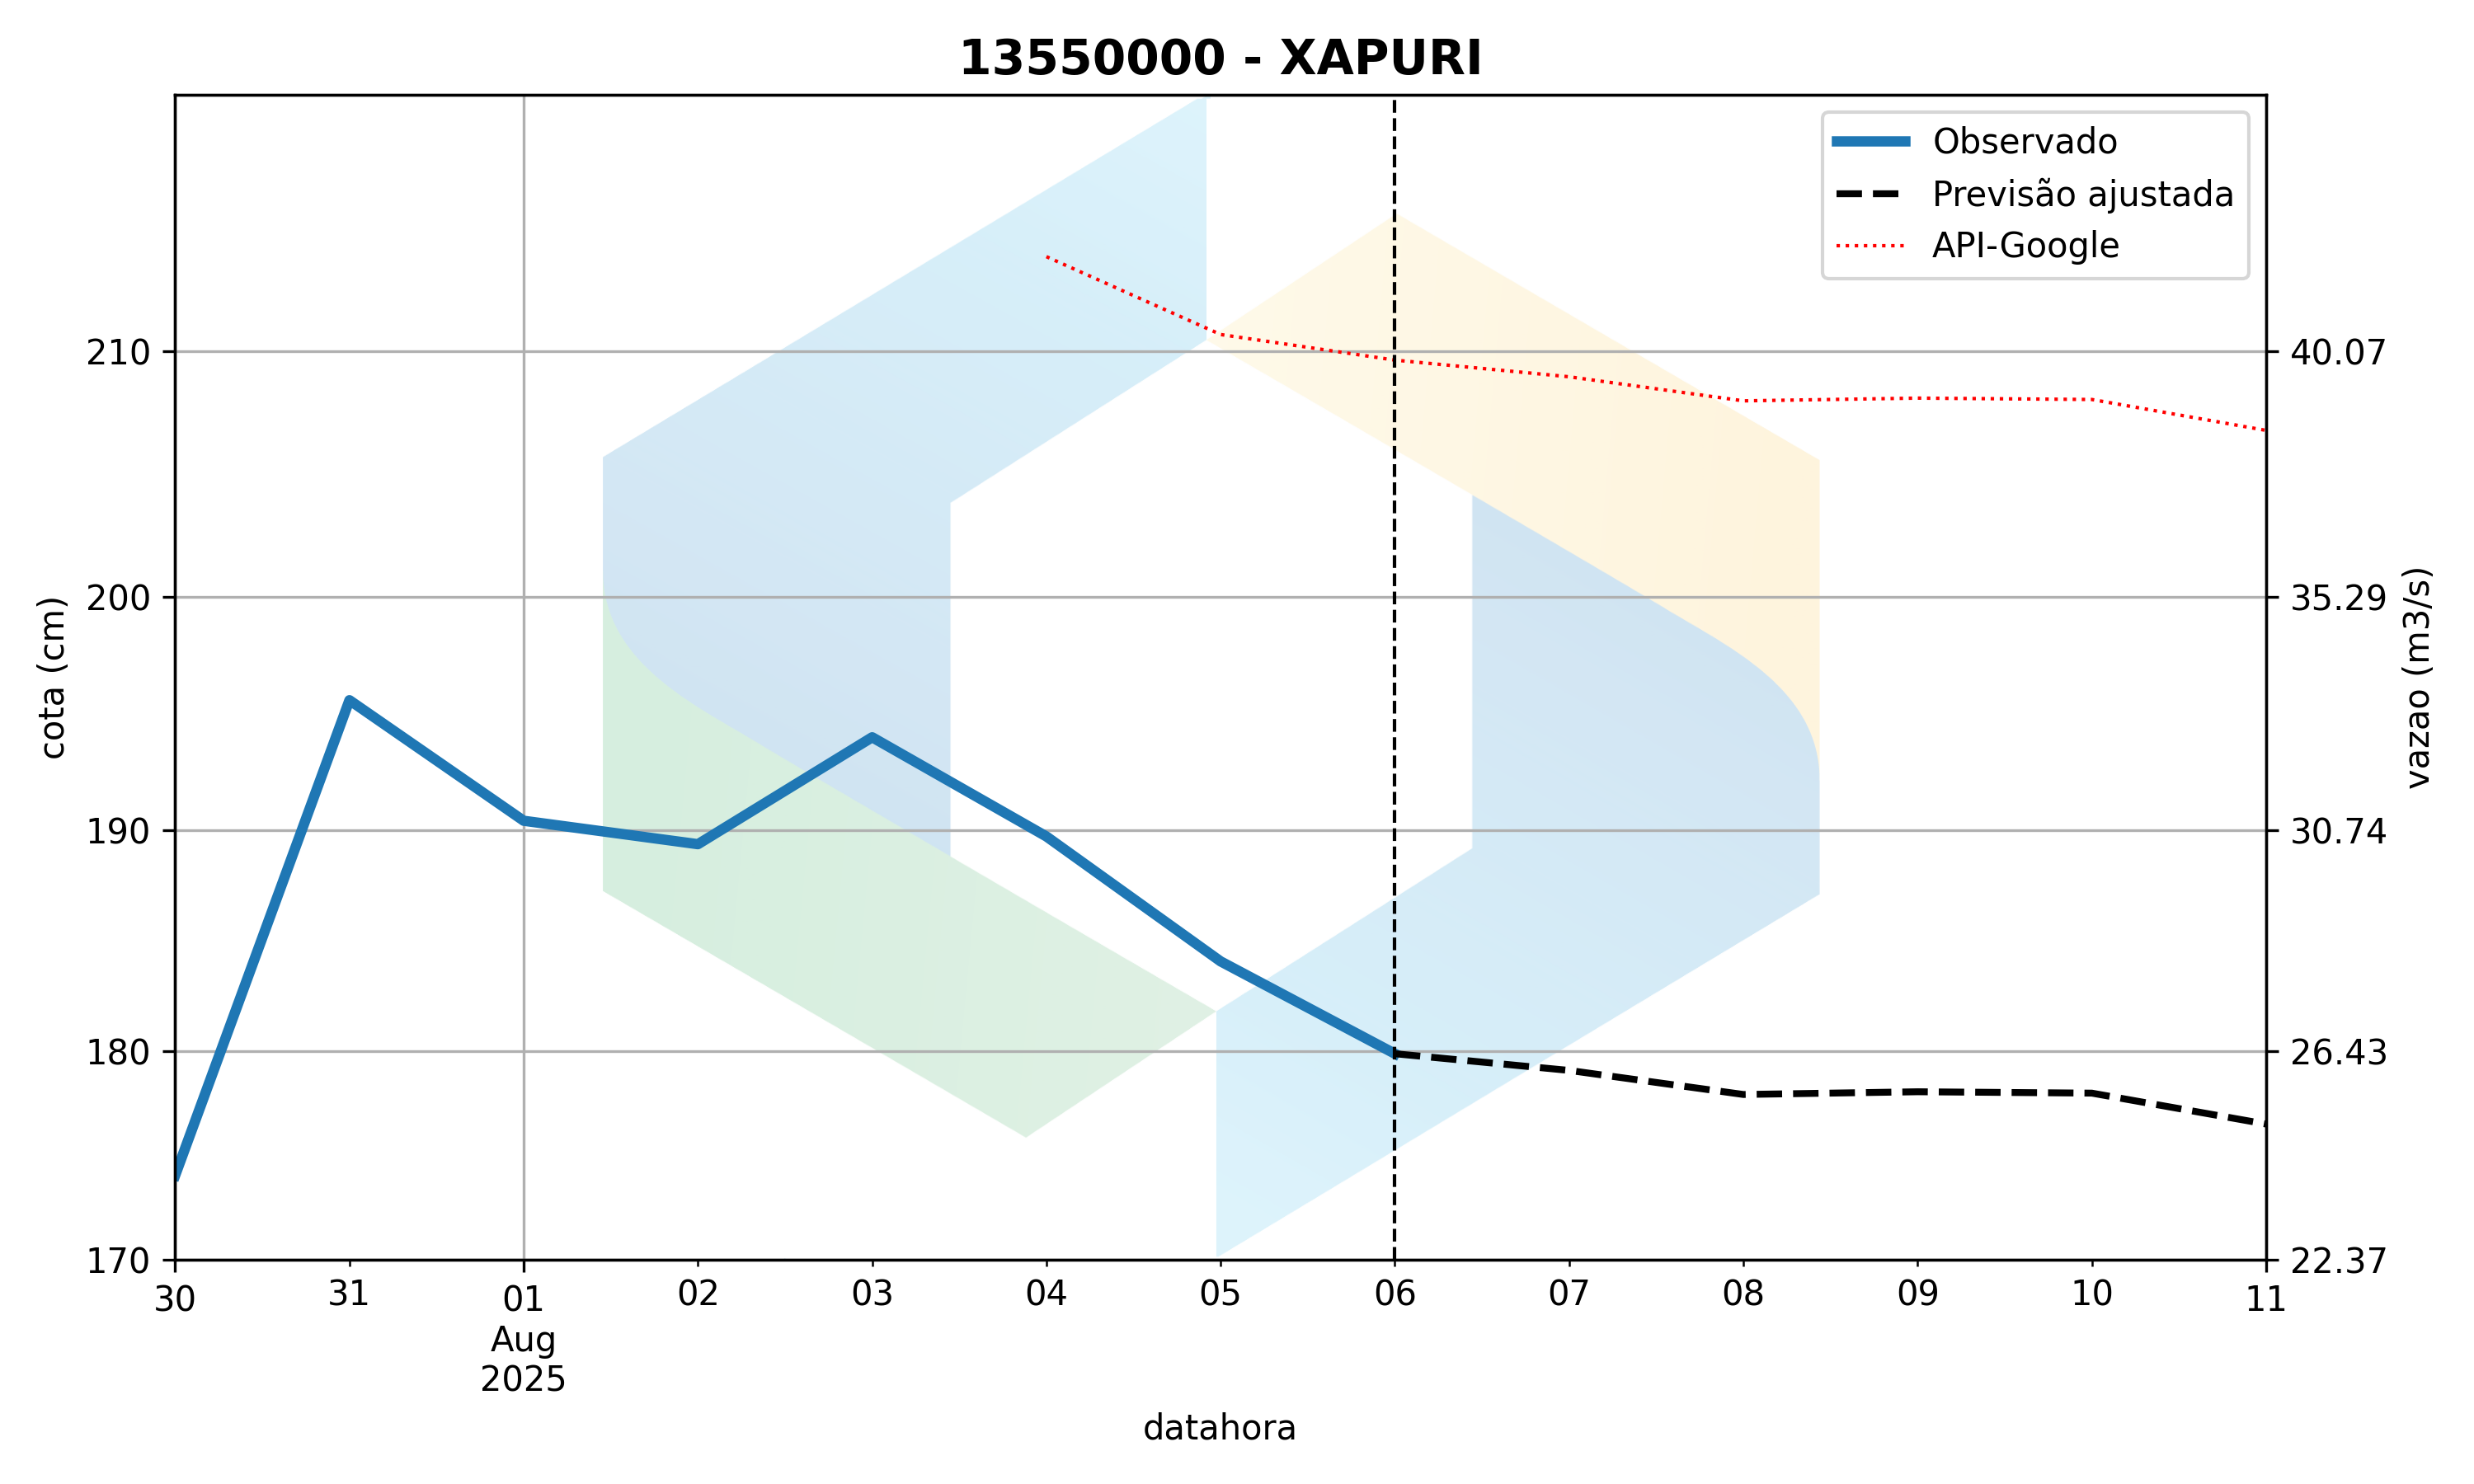 13550000 - XAPURI
Observado
Previsão ajustada
API-Google
210
200
190
180
170
cota (cm)
40.07
35.29
30.74
26.43
22.37
vazao (m3/s)
30 31 01 02 03 04 05 06 07 08 09 10 11
Aug
2025
datahora